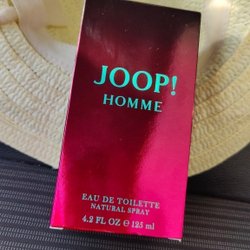 JOOP!
HOMME
EAU DE TOILETTE
NATURAL SPRAY
4.2 FL OZ ℮ 125 ml